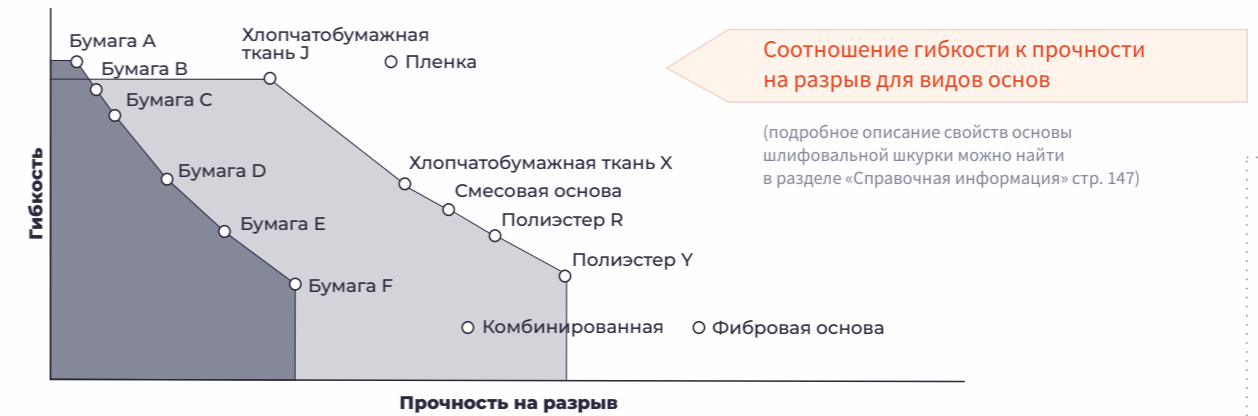 Бумага A
Хлопчатобумажная
ткань J
Пленка
Бумага B
Бумага C
Соотношение гибкости к прочности
на разрыв для видов основ
(подробное описание свойств основы
шлифовальной шкурки можно найти
в разделе «Справочная информация» стр. 147)
Бумага D
Хлопчатобумажная ткань X
Смесовая основа
Полиэстер R
Бумага E
Полиэстер Y
Бумага F
Комбинированная
Фибровая основа
Гибкость
Прочность на разрыв